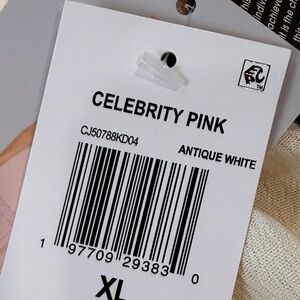 CELEBRITY PINK
CJ50788KD04
ANTIQUE WHITE
1 97709 29383 0
XL